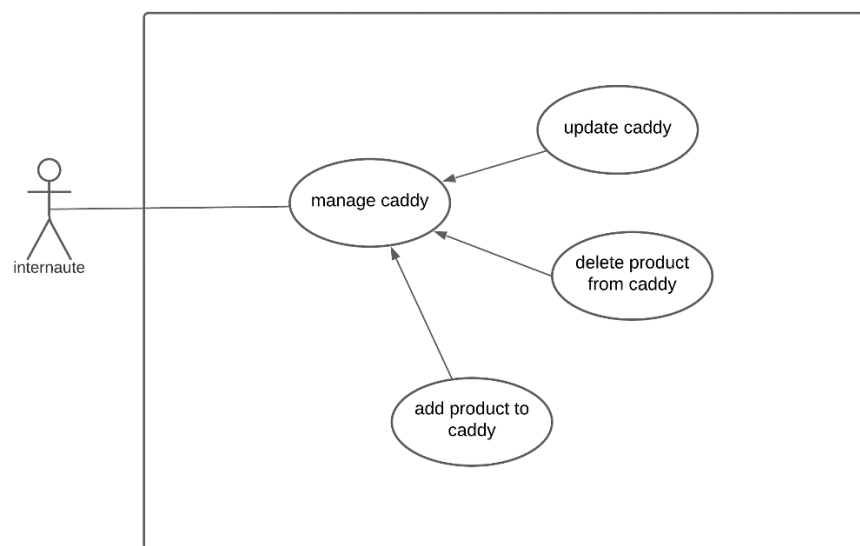 update caddy
manage caddy
internaute
delete product
from caddy
add product to
caddy